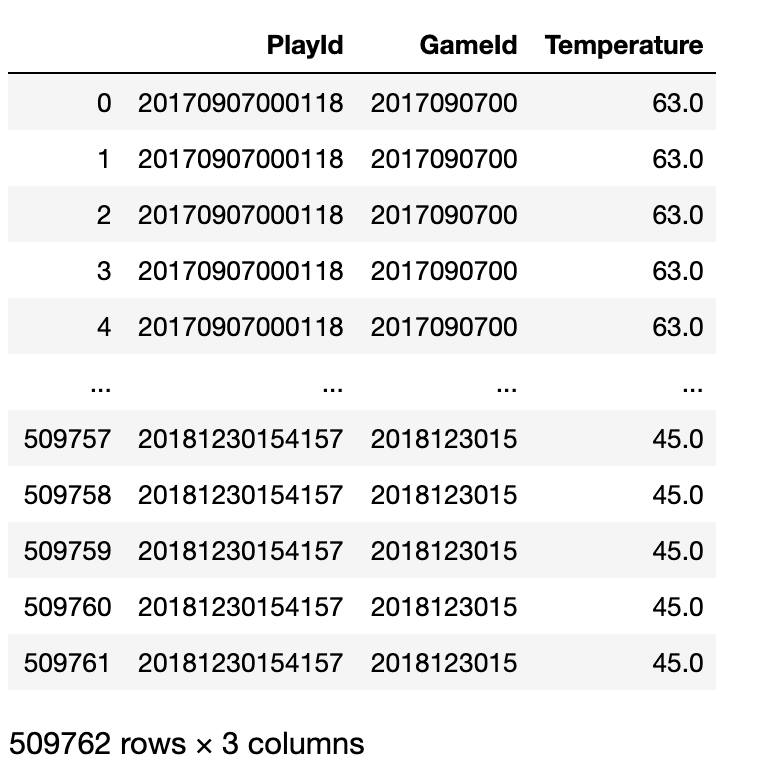 PlayId GameId Temperature
0 20170907000118 2017090700 63.0
1 20170907000118 2017090700 63.0
2 20170907000118 2017090700 63.0
3 20170907000118 2017090700 63.0
4 20170907000118 2017090700 63.0
... ... ... ...
509757 20181230154157 2018123015 45.0
509758 20181230154157 2018123015 45.0
509759 20181230154157 2018123015 45.0
509760 20181230154157 2018123015 45.0
509761 20181230154157 2018123015 45.0
509762 rows × 3 columns